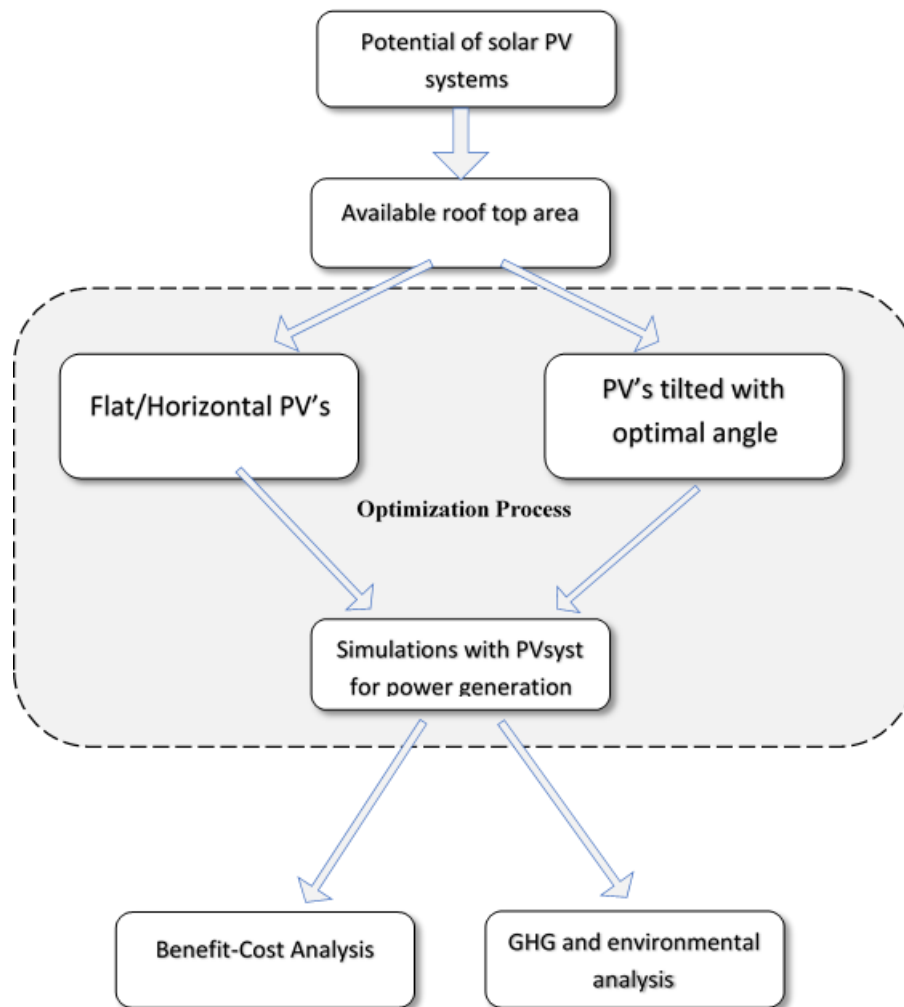 Potential of solar PV
systems
Available roof top area
Flat/Horizontal PV's
PV's tilted with
optimal angle
Optimization Process
Simulations with PVsyst
for power generation
Benefit-Cost Analysis
GHG and environmental
analysis